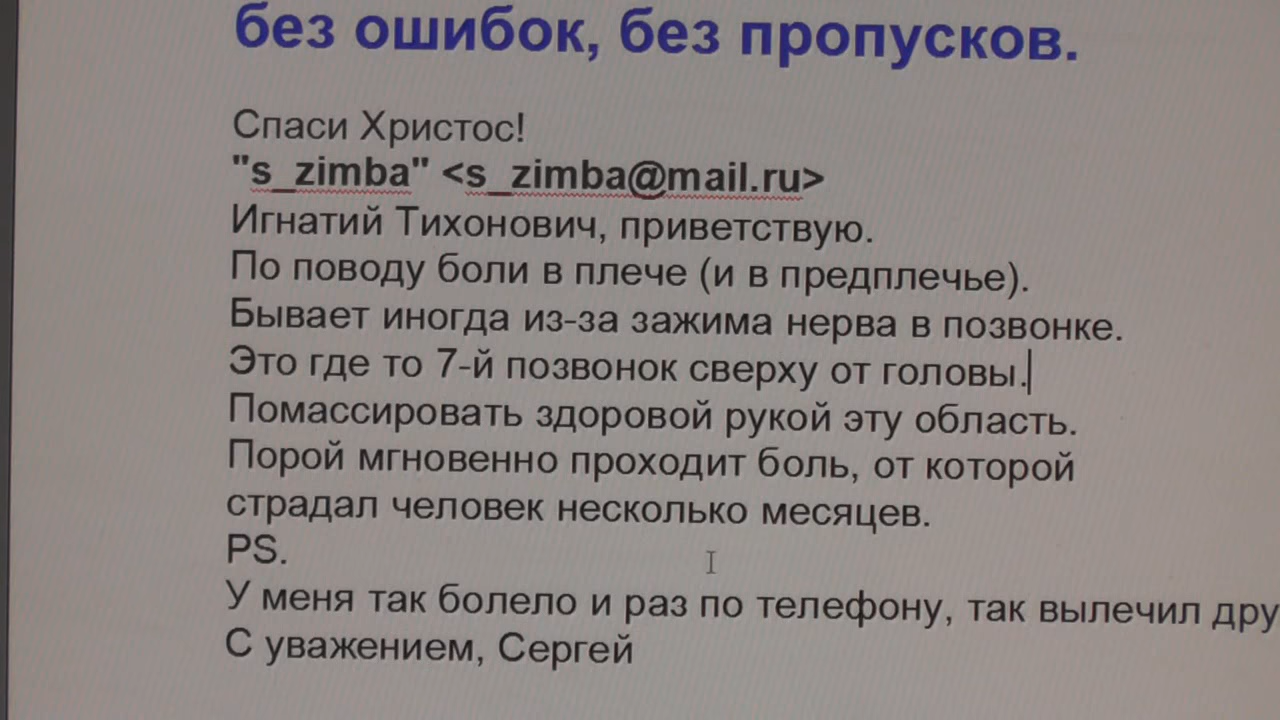 без ошибок, без пропусков.
Спаси Христос!
"s_zimba" <s_zimba@mail.ru>
Игнатий Тихонович, приветствую.
По поводу боли в плече (и в предплечье).
Бывает иногда из-за зажима нерва в позвонке.
Это где то 7-й позвонок сверху от головы.
Помассировать здоровой рукой эту область.
Порой мгновенно проходит боль, от которой
страдал человек несколько месяцев.
PS.
У меня так болело и раз по телефону, так вылечил
С уважением, Сергей